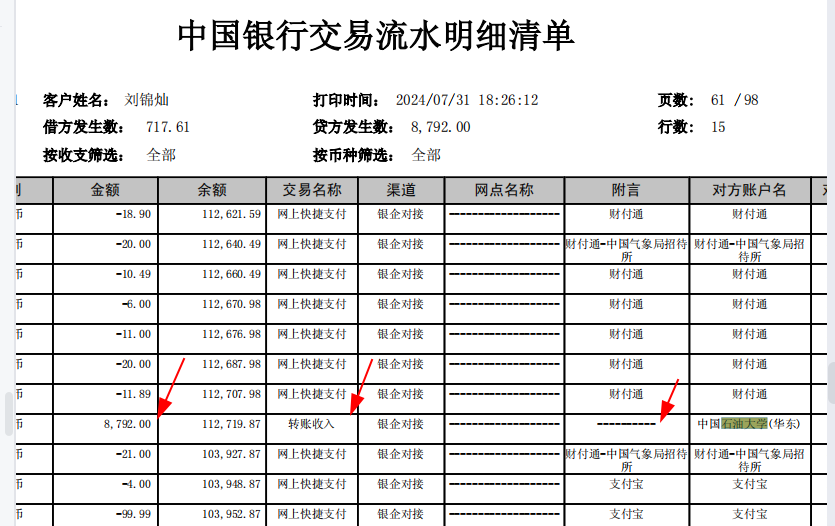 中国银行交易流水明细清单
客户姓名： 刘锦灿 打印时间： 2024/07/31 18:26:12 页数： 61 / 98
借方发生数： 717.61 贷方发生数： 8,792.00 行数： 15
按收支筛选： 全部 按币种筛选： 全部
金额 余额 交易名称 渠道 网点名称 附言 对方账户名
币 -18.90 112,621.59 网上快捷支付 银企对接 ------------------- 财付通 财付通
币 -20.00 112,640.49 网上快捷支付 银企对接 ------------------- 财付通-中国气象局招待所 财付通-中国气象局招待所
币 -10.49 112,660.49 网上快捷支付 银企对接 ------------------- 财付通 财付通
币 -6.00 112,670.98 网上快捷支付 银企对接 ------------------- 财付通 财付通
币 -11.00 112,676.98 网上快捷支付 银企对接 ------------------- 财付通 财付通
币 -20.00 112,687.98 网上快捷支付 银企对接 ------------------- 财付通 财付通
币 -11.89 112,707.98 网上快捷支付 银企对接 ------------------- 财付通 财付通
币 8,792.00 112,719.87 转账收入 银企对接 ------------------- ---------- 中国石油大学(华东)
币 -21.00 103,927.87 网上快捷支付 银企对接 ------------------- 财付通-中国气象局招待所 财付通-中国气象局招待所
币 -4.00 103,948.87 网上快捷支付 银企对接 ------------------- 支付宝 支付宝
币 -99.99 103,952.87 网上快捷支付 银企对接 ------------------- 支付宝 支付宝